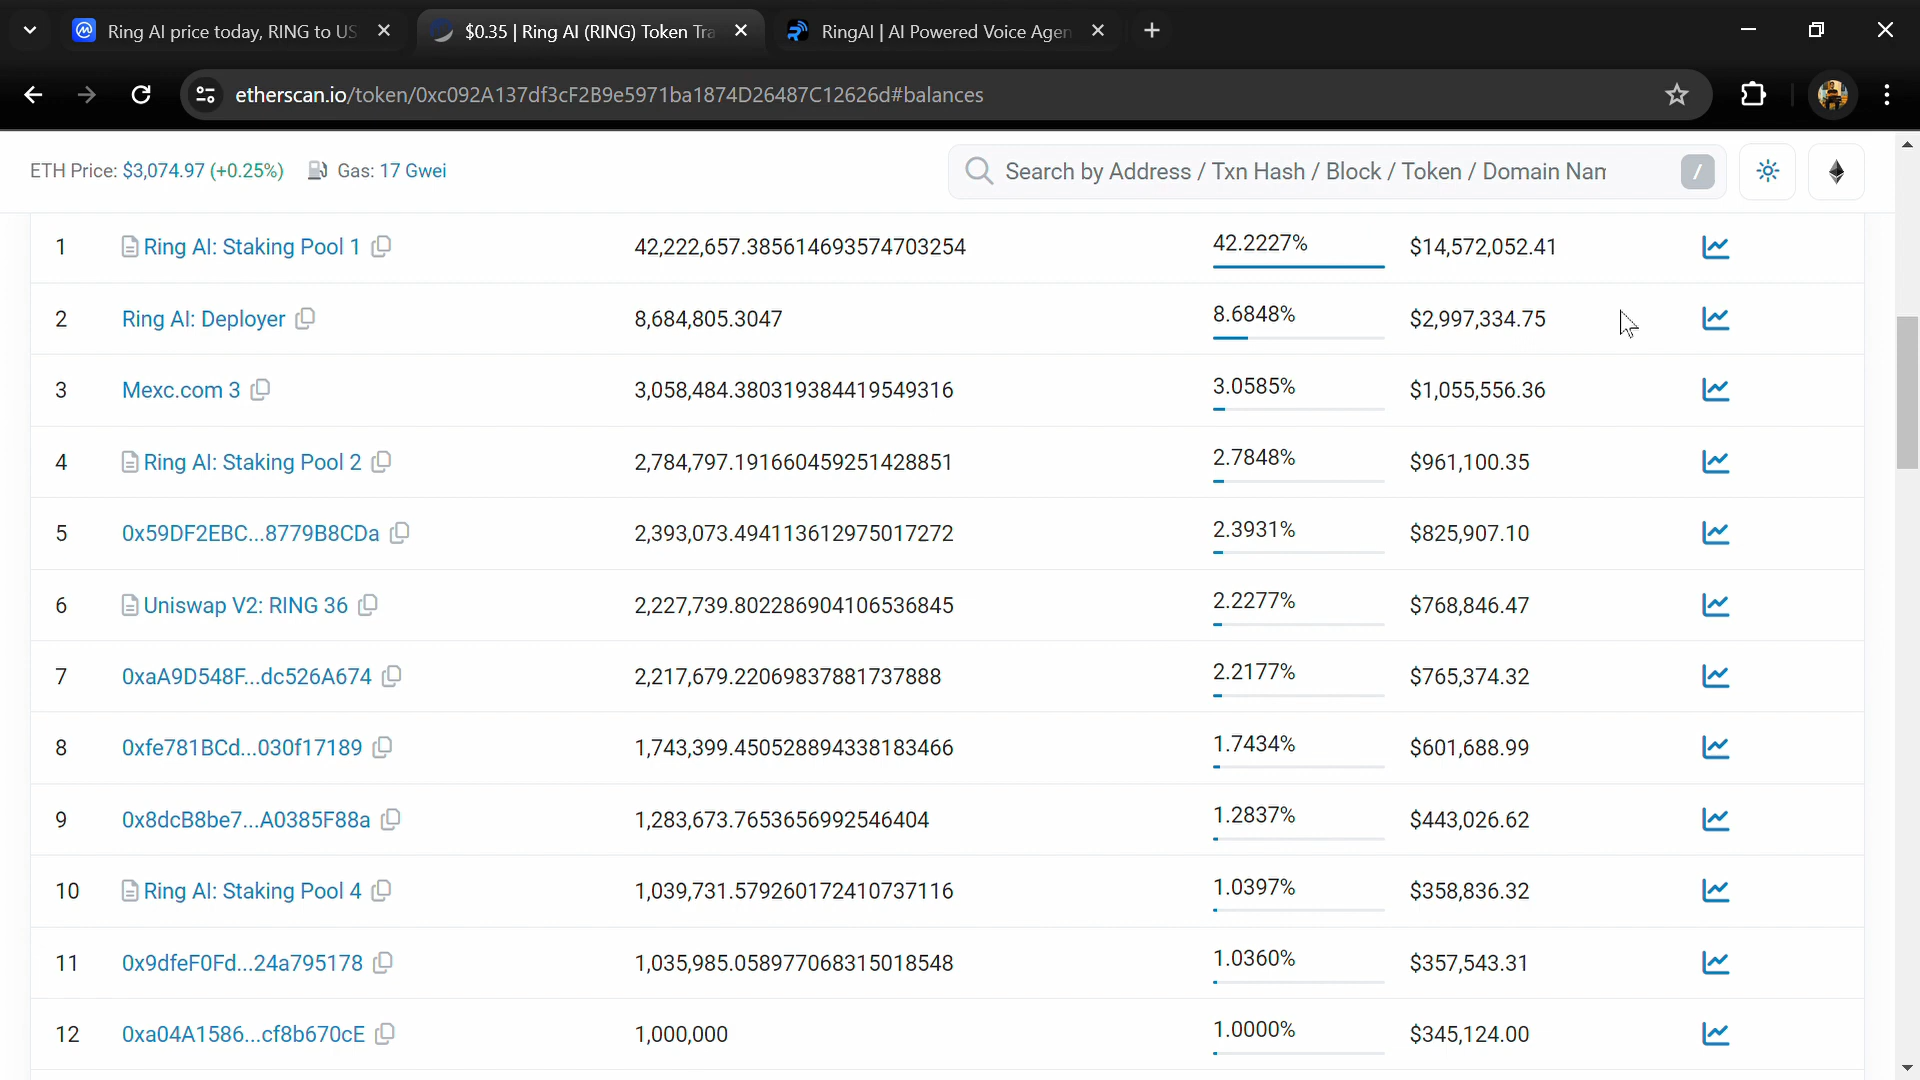 Ring AI price today, RING to US
$0.35 | Ring AI (RING) Token Tra
RingAI | AI Powered Voice Agen
etherscan.io/token/0xc092A137df3cF2B9e5971ba1874D26487C12626d#balances
ETH Price: $3,074.97 (+0.25%) Gas: 17 Gwei
Search by Address / Txn Hash / Block / Token / Domain Nam
/
1 Ring AI: Staking Pool 1 42,222,657.385614693574703254 42.2227% $14,572,052.41
2 Ring AI: Deployer 8,684,805.3047 8.6848% $2,997,334.75
3 Mexc.com 3 3,058,484.380319384419549316 3.0585% $1,055,556.36
4 Ring AI: Staking Pool 2 2,784,797.191660459251428851 2.7848% $961,100.35
5 0x59DF2EBC...8779B8CDa 2,393,073.494113612975017272 2.3931% $825,907.10
6 Uniswap V2: RING 36 2,227,739.802286904106536845 2.2277% $768,846.47
7 0xaA9D548F...dc526A674 2,217,679.22069837881737888 2.2177% $765,374.32
8 0xfe781BCd...030f17189 1,743,399.450528894338183466 1.7434% $601,688.99
9 0x8dcB8be7...A0385F88a 1,283,673.7653656992546404 1.2837% $443,026.62
10 Ring AI: Staking Pool 4 1,039,731.579260172410737116 1.0397% $358,836.32
11 0x9dfeF0Fd...24a795178 1,035,985.058977068315018548 1.0360% $357,543.31
12 0xa04A1586...cf8b670cE 1,000,000 1.0000% $345,124.00